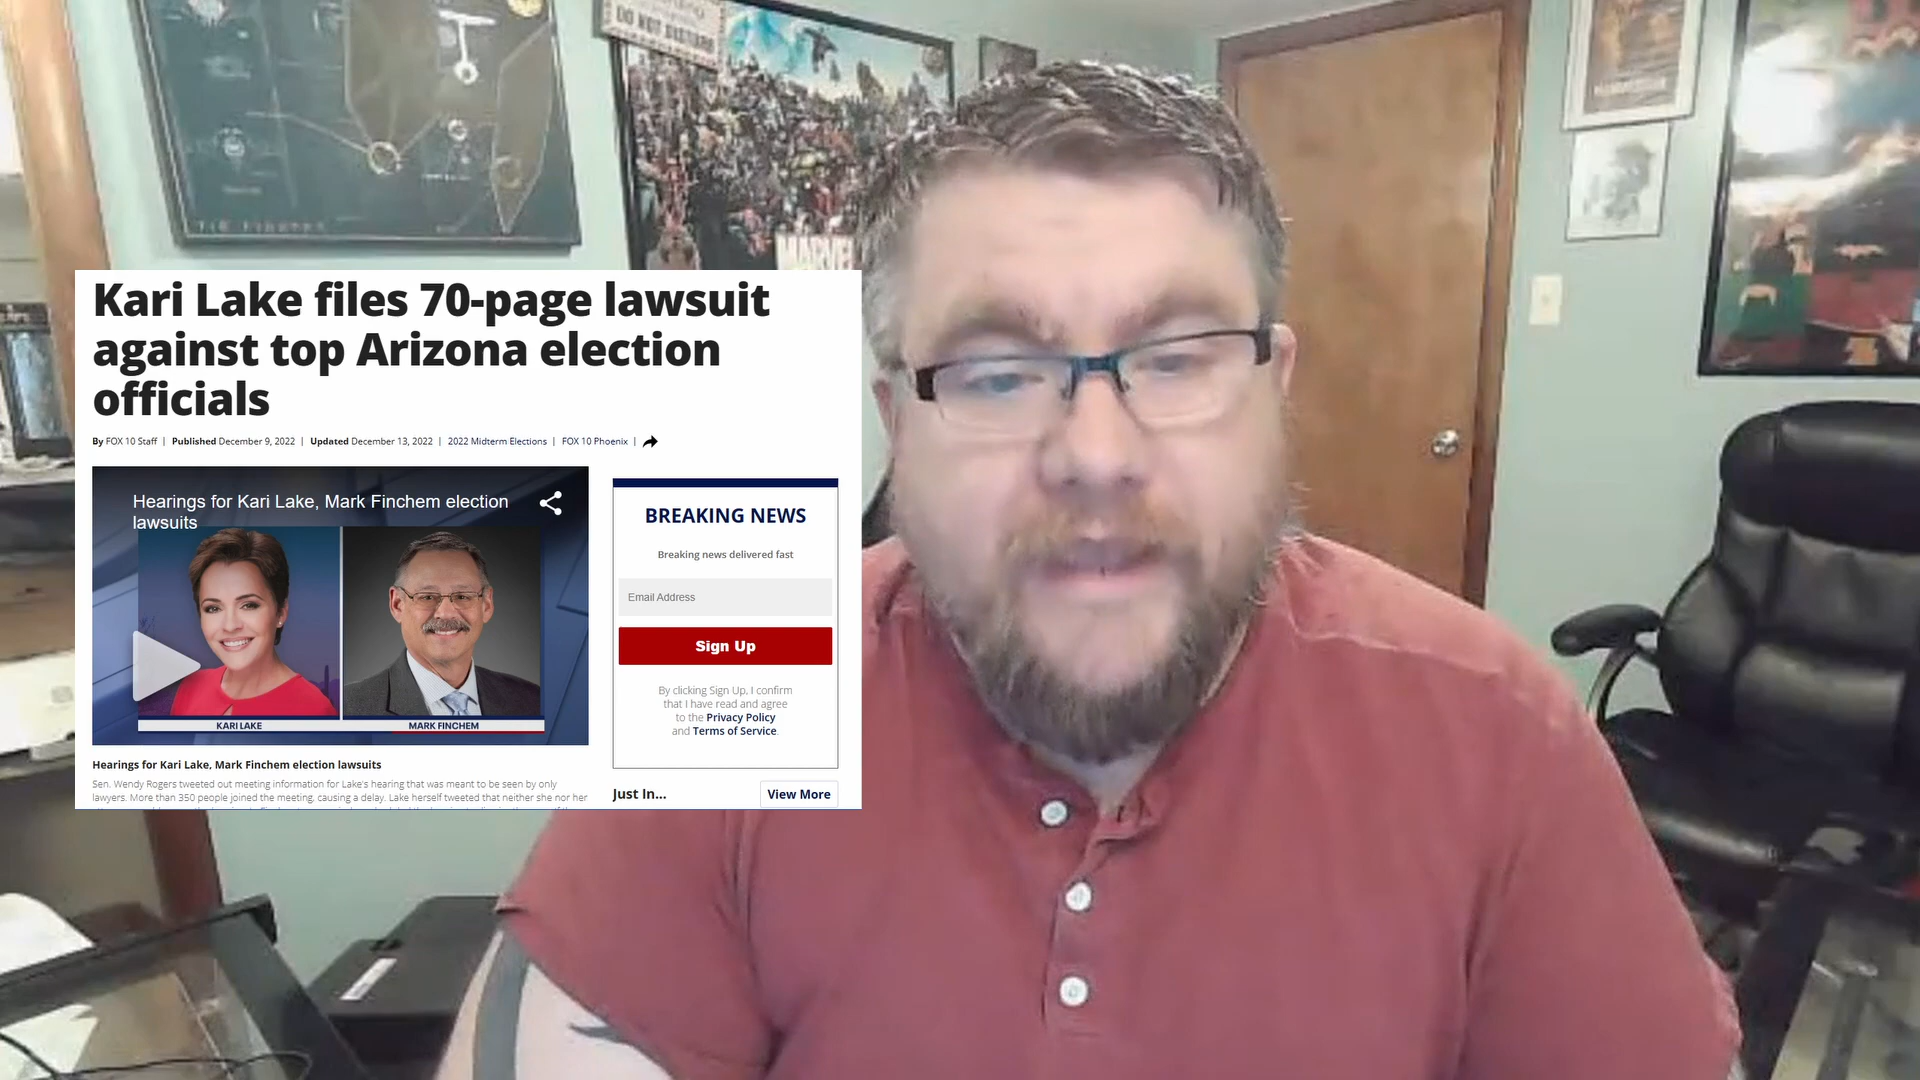 DO NOT DISTURB
TIE FIGHTER
MARVEL
Kari Lake files 70-page lawsuit
against top Arizona election
officials
By FOX 10 Staff | Published December 9, 2022 | Updated December 13, 2022 | 2022 Midterm Elections | FOX 10 Phoenix |
Hearings for Kari Lake, Mark Finchem election
lawsuits
KARI LAKE
MARK FINCHEM
Hearings for Kari Lake, Mark Finchem election lawsuits
Sen. Wendy Rogers tweeted out meeting information for Lake's hearing that was meant to be seen by only
lawyers. More than 350 people joined the meeting, causing a delay. Lake herself tweeted that neither she nor her
BREAKING NEWS
Breaking news delivered fast
Email Address
Sign Up
By clicking Sign Up, I confirm
that I have read and agree
to the Privacy Policy
and Terms of Service.
Just In...
View More